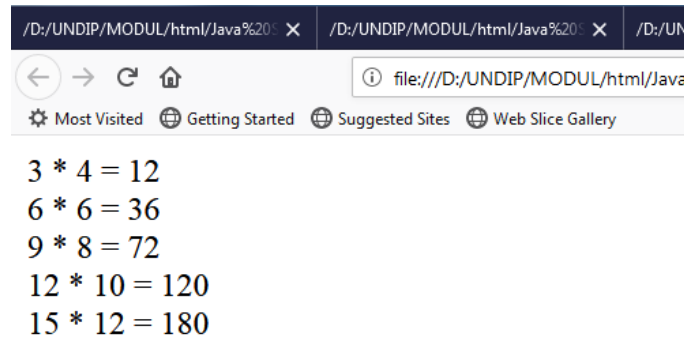 /D:/UNDIP/MODUL/html/Java%20S /D:/UNDIP/MODUL/html/Java%20S /D:/UN
file:///D:/UNDIP/MODUL/html/Java
Most Visited Getting Started Suggested Sites Web Slice Gallery
3 * 4 = 12
6 * 6 = 36
9 * 8 = 72
12 * 10 = 120
15 * 12 = 180